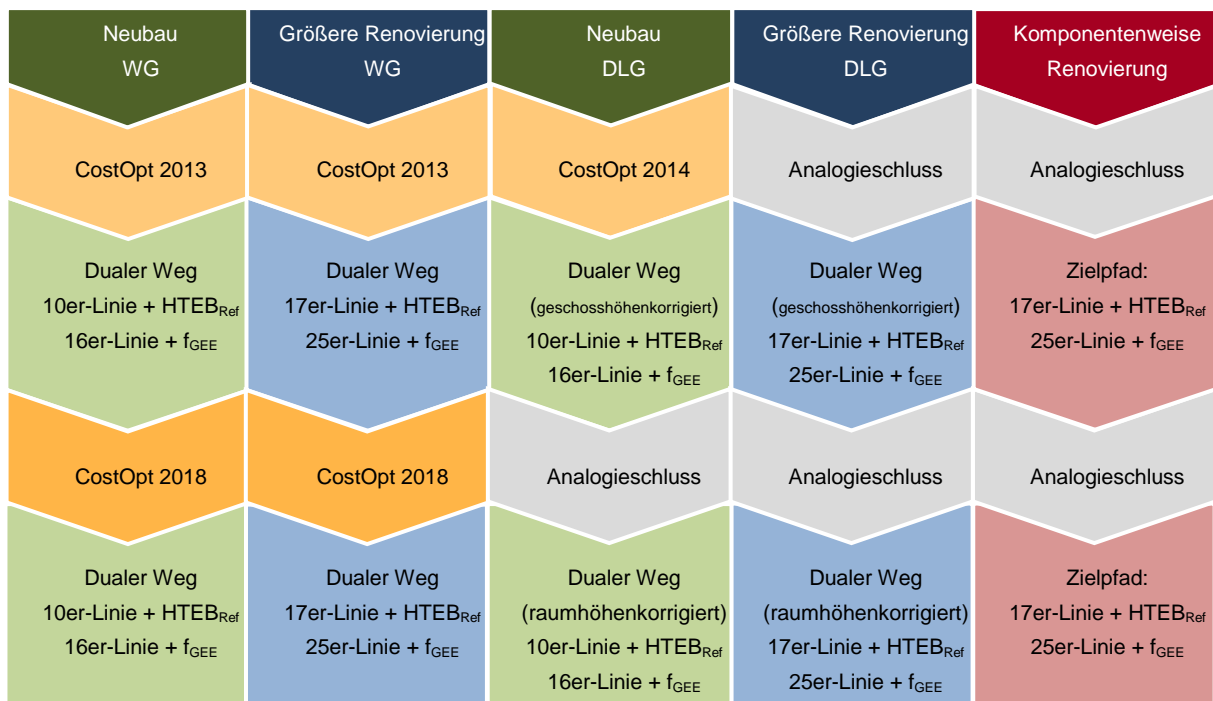 Neubau
WG
Größere Renovierung
WG
Neubau
DLG
Größere Renovierung
DLG
Komponentenweise
Renovierung
CostOpt 2013
CostOpt 2013
CostOpt 2014
Analogieschluss
Analogieschluss
Dualer Weg
10er-Linie + HTEBRef
16er-Linie + fGEE
Dualer Weg
17er-Linie + HTEBRef
25er-Linie + fGEE
Dualer Weg
(geschosshöhenkorrigiert)
10er-Linie + HTEBRef
16er-Linie + fGEE
Dualer Weg
(geschosshöhenkorrigiert)
17er-Linie + HTEBRef
25er-Linie + fGEE
Zielpfad:
17er-Linie + HTEBRef
25er-Linie + fGEE
CostOpt 2018
CostOpt 2018
Analogieschluss
Analogieschluss
Analogieschluss
Dualer Weg
10er-Linie + HTEBRef
16er-Linie + fGEE
Dualer Weg
17er-Linie + HTEBRef
25er-Linie + fGEE
Dualer Weg
(raumhöhenkorrigiert)
10er-Linie + HTEBRef
16er-Linie + fGEE
Dualer Weg
(raumhöhenkorrigiert)
17er-Linie + HTEBRef
25er-Linie + fGEE
Zielpfad:
17er-Linie + HTEBRef
25er-Linie + fGEE